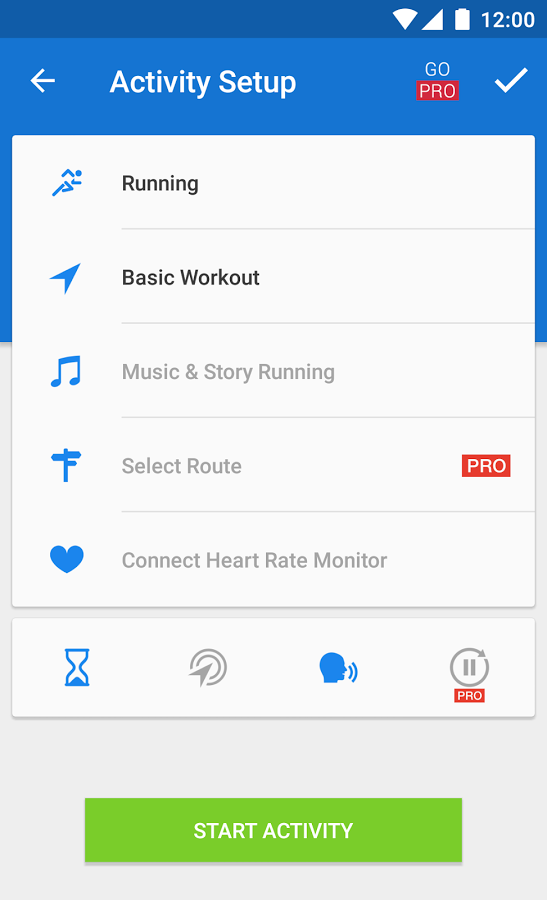 12:00
Activity Setup
GO
PRO
Running
Basic Workout
Music & Story Running
Select Route
PRO
Connect Heart Rate Monitor
PRO
START ACTIVITY